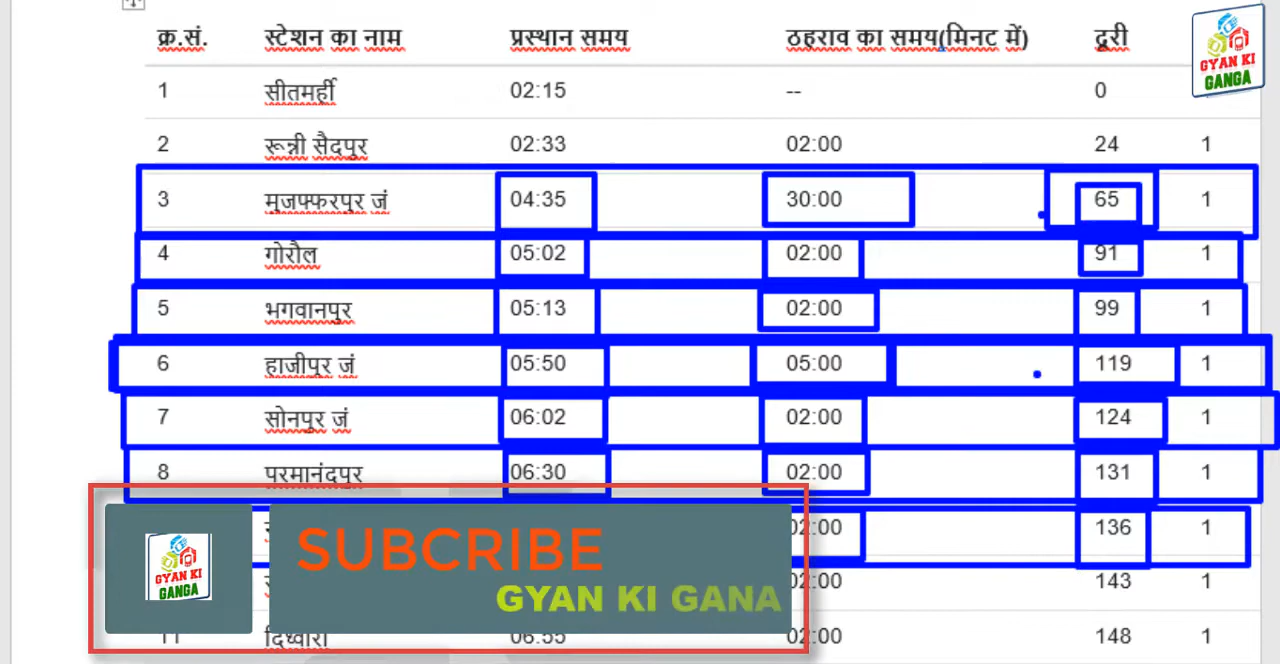 क्र.सं. स्टेशन का नाम प्रस्थान समय ठहराव का समय(मिनट में) दूरी
GYAN KI GANGA
1 सीतमर्ही 02:15 -- 0
2 रून्नी सैदपुर 02:33 02:00 24 1
3 मुजफ्फरपुर जं 04:35 30:00 65 1
4 गोरौल 05:02 02:00 91 1
5 भगवानपुर 05:13 02:00 99 1
6 हाजीपुर जं 05:50 05:00 119 1
7 सोनपुर जं 06:02 02:00 124 1
8 परमानंदपुर 06:30 02:00 131 1
02:00 136 1
02:00 143 1
11 दिघ्वारा 06:55 02:00 148 1
GYAN KI GANGA
SUBCRIBE
GYAN KI GANA